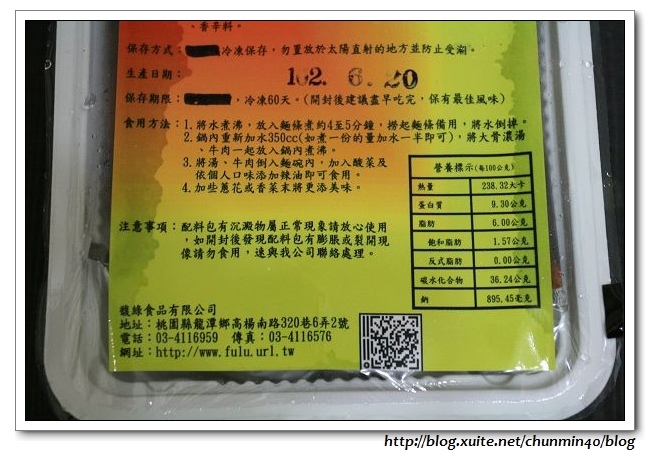 、香辛料。
保存方式：冷凍保存，勿置放於太陽直射的地方並防止受潮。
生產日期： 102. 6. 20
保存期限：，冷凍60天。(開封後建議盡早吃完，保有最佳風味)
食用方法：1.將水煮沸，放入麵條煮約4至5分鐘，撈起麵條備用，將水倒掉。
2.鍋內重新加水350cc(如煮一份的量加水一半即可)，將大骨濃湯
、牛肉一起放入鍋內煮沸。
3.將湯、牛肉倒入麵碗內，加入酸菜及
依個人口味添加辣油即可食用。
4.加些蔥花或香菜末將更添美味。
營養標示(每100公克)
熱量 238.32大卡
蛋白質 9.30公克
脂肪 6.00公克
飽和脂肪 1.57公克
反式脂肪 0.00公克
碳水化合物 36.24公克
鈉 895.45毫克
注意事項：配料包有沉澱物屬正常現象請放心使用
，如開封後發現配料包有膨脹或裂開現
像請勿食用，速與我公司聯絡處理。
馥綠食品有限公司
地址：桃園縣龍潭鄉高楊南路320巷6弄2號
電話：03-4116959 傳真：03-4116576
網址：http://www.fulu.url.tw
http://blog.xuite.net/chunmin40/blog